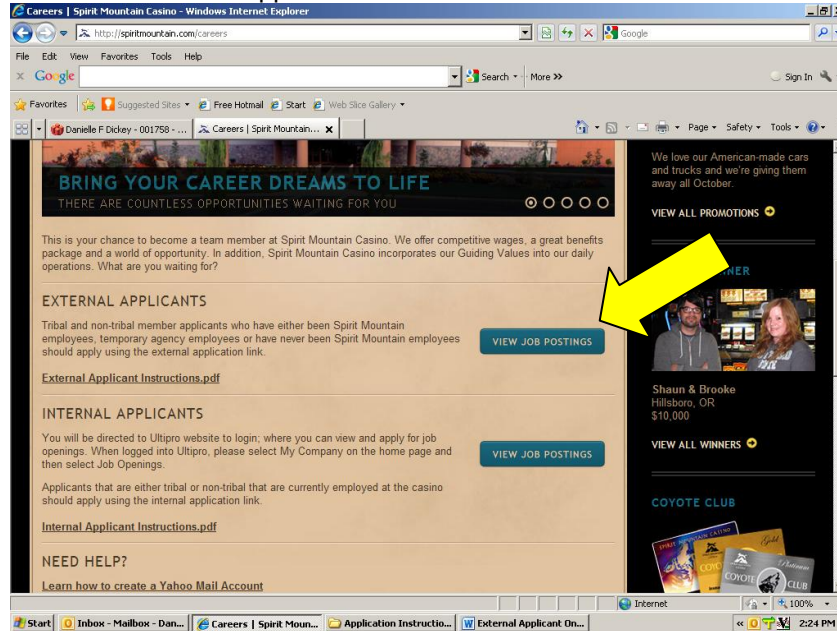 Careers | Spirit Mountain Casino - Windows Internet Explorer
http://spiritmountain.com/careers
Google
File Edit View Favorites Tools Help
x Google Search More >> Sign In
Favorites Suggested Sites Free Hotmail Start Web Slice Gallery
Danielle F Dickey - 001758 - ... Careers | Spirit Mountain... x Page Safety Tools
BRING YOUR CAREER DREAMS TO LIFE
THERE ARE COUNTLESS OPPORTUNITIES WAITING FOR YOU
This is your chance to become a team member at Spirit Mountain Casino. We offer competitive wages, a great benefits
package and a world of opportunity. In addition, Spirit Mountain Casino incorporates our Guiding Values into our daily
operations. What are you waiting for?
EXTERNAL APPLICANTS
Tribal and non-tribal member applicants who have either been Spirit Mountain
employees, temporary agency employees or have never been Spirit Mountain employees
should apply using the external application link.
VIEW JOB POSTINGS
External Applicant Instructions.pdf
INTERNAL APPLICANTS
You will be directed to Ultipro website to login; where you can view and apply for job
openings. When logged into Ultipro, please select My Company on the home page and
then select Job Openings.
VIEW JOB POSTINGS
Applicants that are either tribal or non-tribal that are currently employed at the casino
should apply using the internal application link.
Internal Applicant Instructions.pdf
NEED HELP?
Learn how to create a Yahoo Mail Account
We love our American-made cars
and trucks and we're giving them
away all October.
VIEW ALL PROMOTIONS
NER
Shaun & Brooke
Hillsboro, OR
$10,000
VIEW ALL WINNERS
COYOTE CLUB
SPIRIT MOUNTAIN CASINO
Gold
Platinum
COYOTE CLUB
Internet 100%
Start Inbox - Mailbox - Dan... Careers | Spirit Moun... Application Instructio... External Applicant On... 2:24 PM